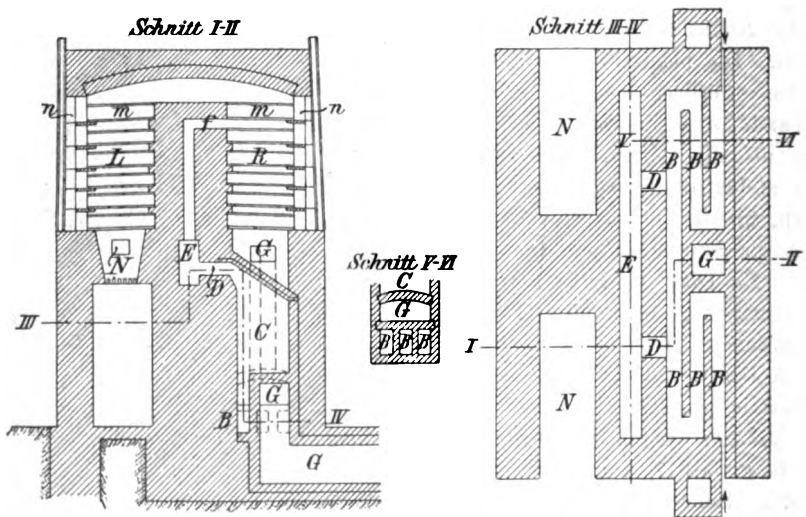 Schnitt I-II
n m m n
f
L R
N E G
D
III
C
G
B IV
G
Schnitt V-VI
C
G
B B B
Schnitt III-IV
N
V B B B VI
D
E G II
I D
B B B
N